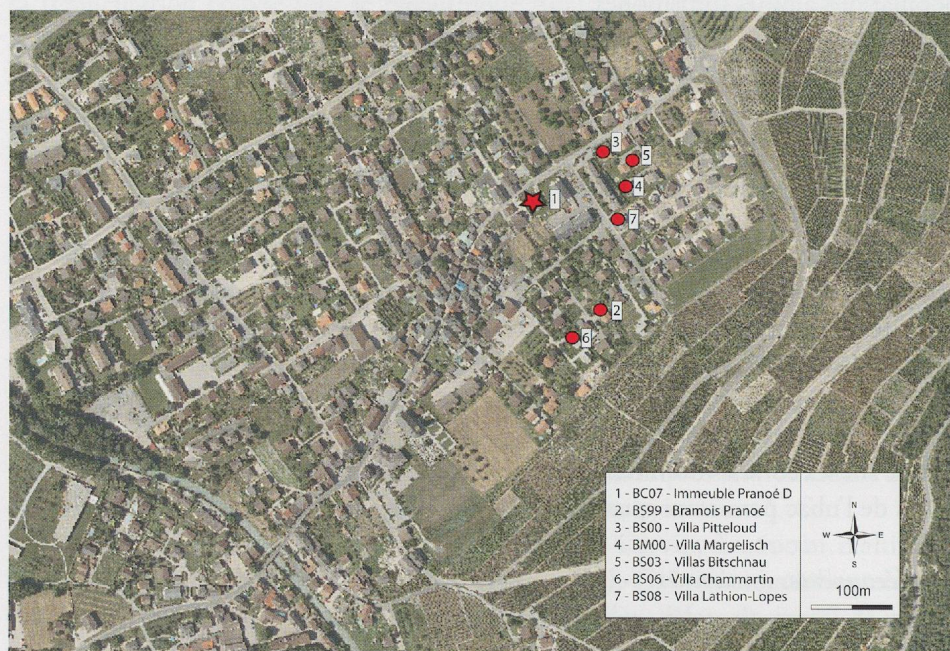 3
5
4
1
7
2
6
1 - BC07 - Immeuble Pranoé D
2 - BS99 - Bramois Pranoé
3 - BS00 - Villa Pitteloud
4 - BM00 - Villa Margelisch
5 - BS03 - Villas Bitschnau
6 - BS06 - Villa Chammartin
7 - BS08 - Villa Lathion-Lopes
N
W E
S
100m